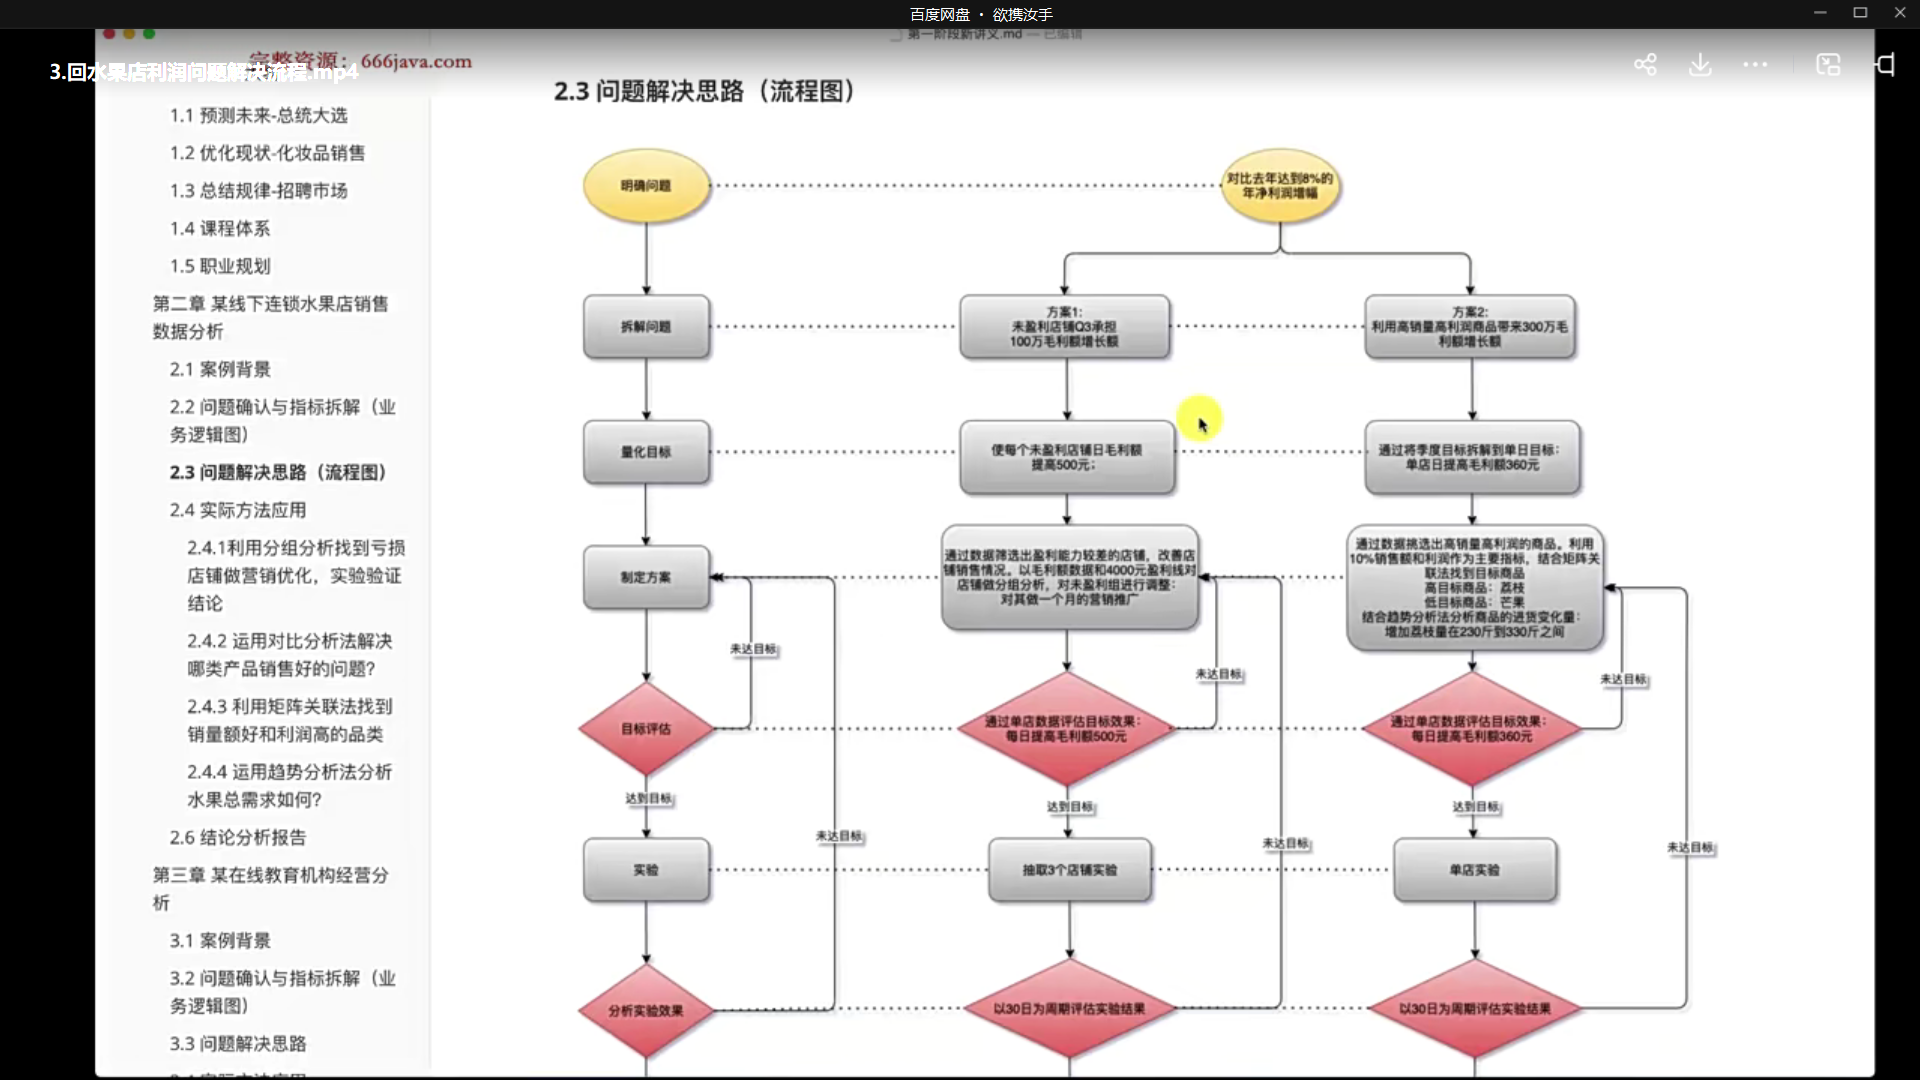 百度网盘 · 欲携汝手
第一阶段新讲义.md — 已编辑
完整资源：666java.com
3.回水果店利润问题解决流程.mp4
1.1 预测未来-总统大选
1.2 优化现状-化妆品销售
1.3 总结规律-招聘市场
1.4 课程体系
1.5 职业规划
第二章 某线下连锁水果店销售
数据分析
2.1 案例背景
2.2 问题确认与指标拆解（业
务逻辑图）
2.3 问题解决思路（流程图）
2.4 实际方法应用
2.4.1利用分组分析找到亏损
店铺做营销优化，实验验证
结论
2.4.2 运用对比分析法解决
哪类产品销售好的问题?
2.4.3 利用矩阵关联法找到
销量额好和利润高的品类
2.4.4 运用趋势分析法分析
水果总需求如何?
2.6 结论分析报告
第三章 某在线教育机构经营分
析
3.1 案例背景
3.2 问题确认与指标拆解（业
务逻辑图）
3.3 问题解决思路
2.3 问题解决思路（流程图）
明确问题
对比去年达到8%的
年净利润增幅
拆解问题
方案1:
未盈利店铺Q3承担
100万毛利额增长额
方案2:
利用高销量高利润商品带来300万毛
利额增长额
量化目标
使每个未盈利店铺日毛利额
提高500元;
通过将季度目标拆解到单日目标:
单店日提高毛利额360元
制定方案
通过数据筛选出盈利能力较差的店铺，改善店
铺销售情况。以毛利额数据和4000元盈利线对
店铺做分组分析，对未盈利组进行调整:
对其做一个月的营销推广
通过数据挑选出高销量高利润的商品。利用
10%销售额和利润作为主要指标，结合矩阵关
联法找到目标商品
高目标商品: 荔枝
低目标商品: 芒果
结合趋势分析法分析商品的进货变化量:
增加荔枝量在230斤到330斤之间
未达目标
未达目标
未达目标
目标评估
通过单店数据评估目标效果:
每日提高毛利额500元
通过单店数据评估目标效果:
每日提高毛利额360元
达到目标
达到目标
达到目标
未达目标
未达目标
未达目标
实验
抽取3个店铺实验
单店实验
分析实验效果
以30日为周期评估实验结果
以30日为周期评估实验结果